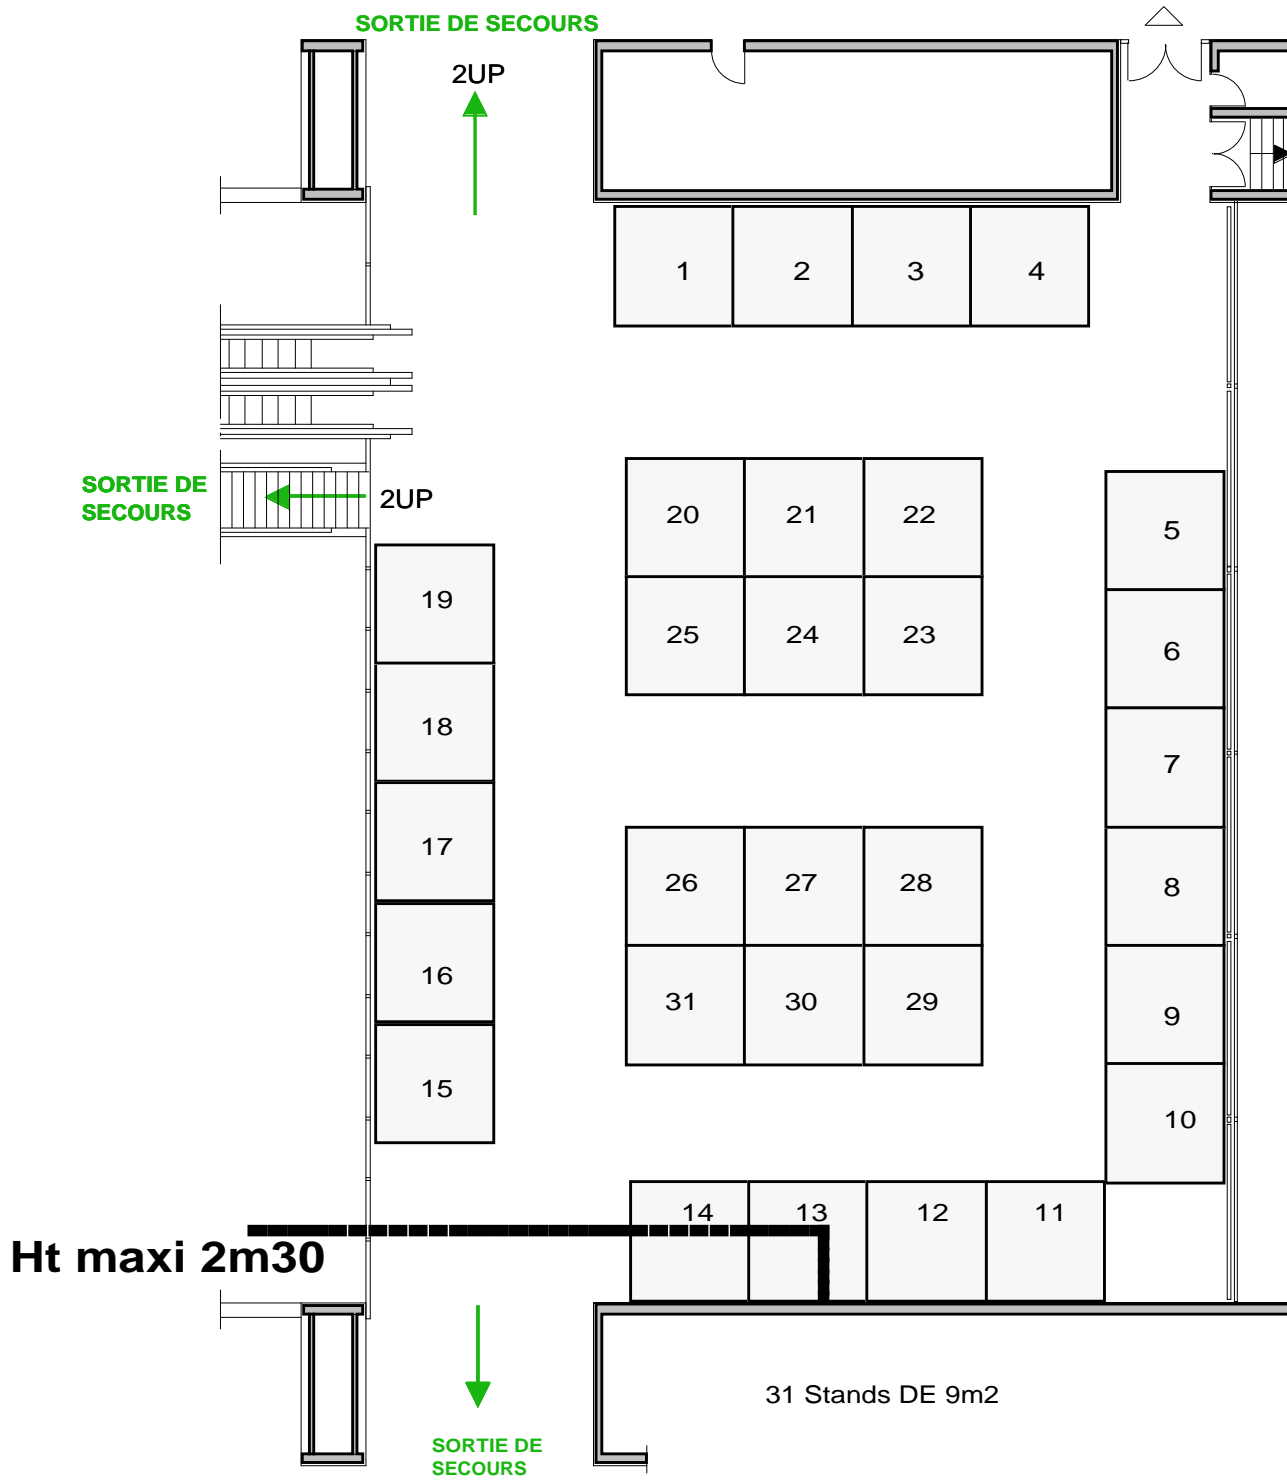 SORTIE DE SECOURS
2UP
1 2 3 4
SORTIE DE
SECOURS
2UP
20 21 22
5
19
25 24 23
6
18
7
17
26 27 28
8
16
31 30 29
9
15
10
14 13 12 11
Ht maxi 2m30
31 Stands DE 9m2
SORTIE DE
SECOURS